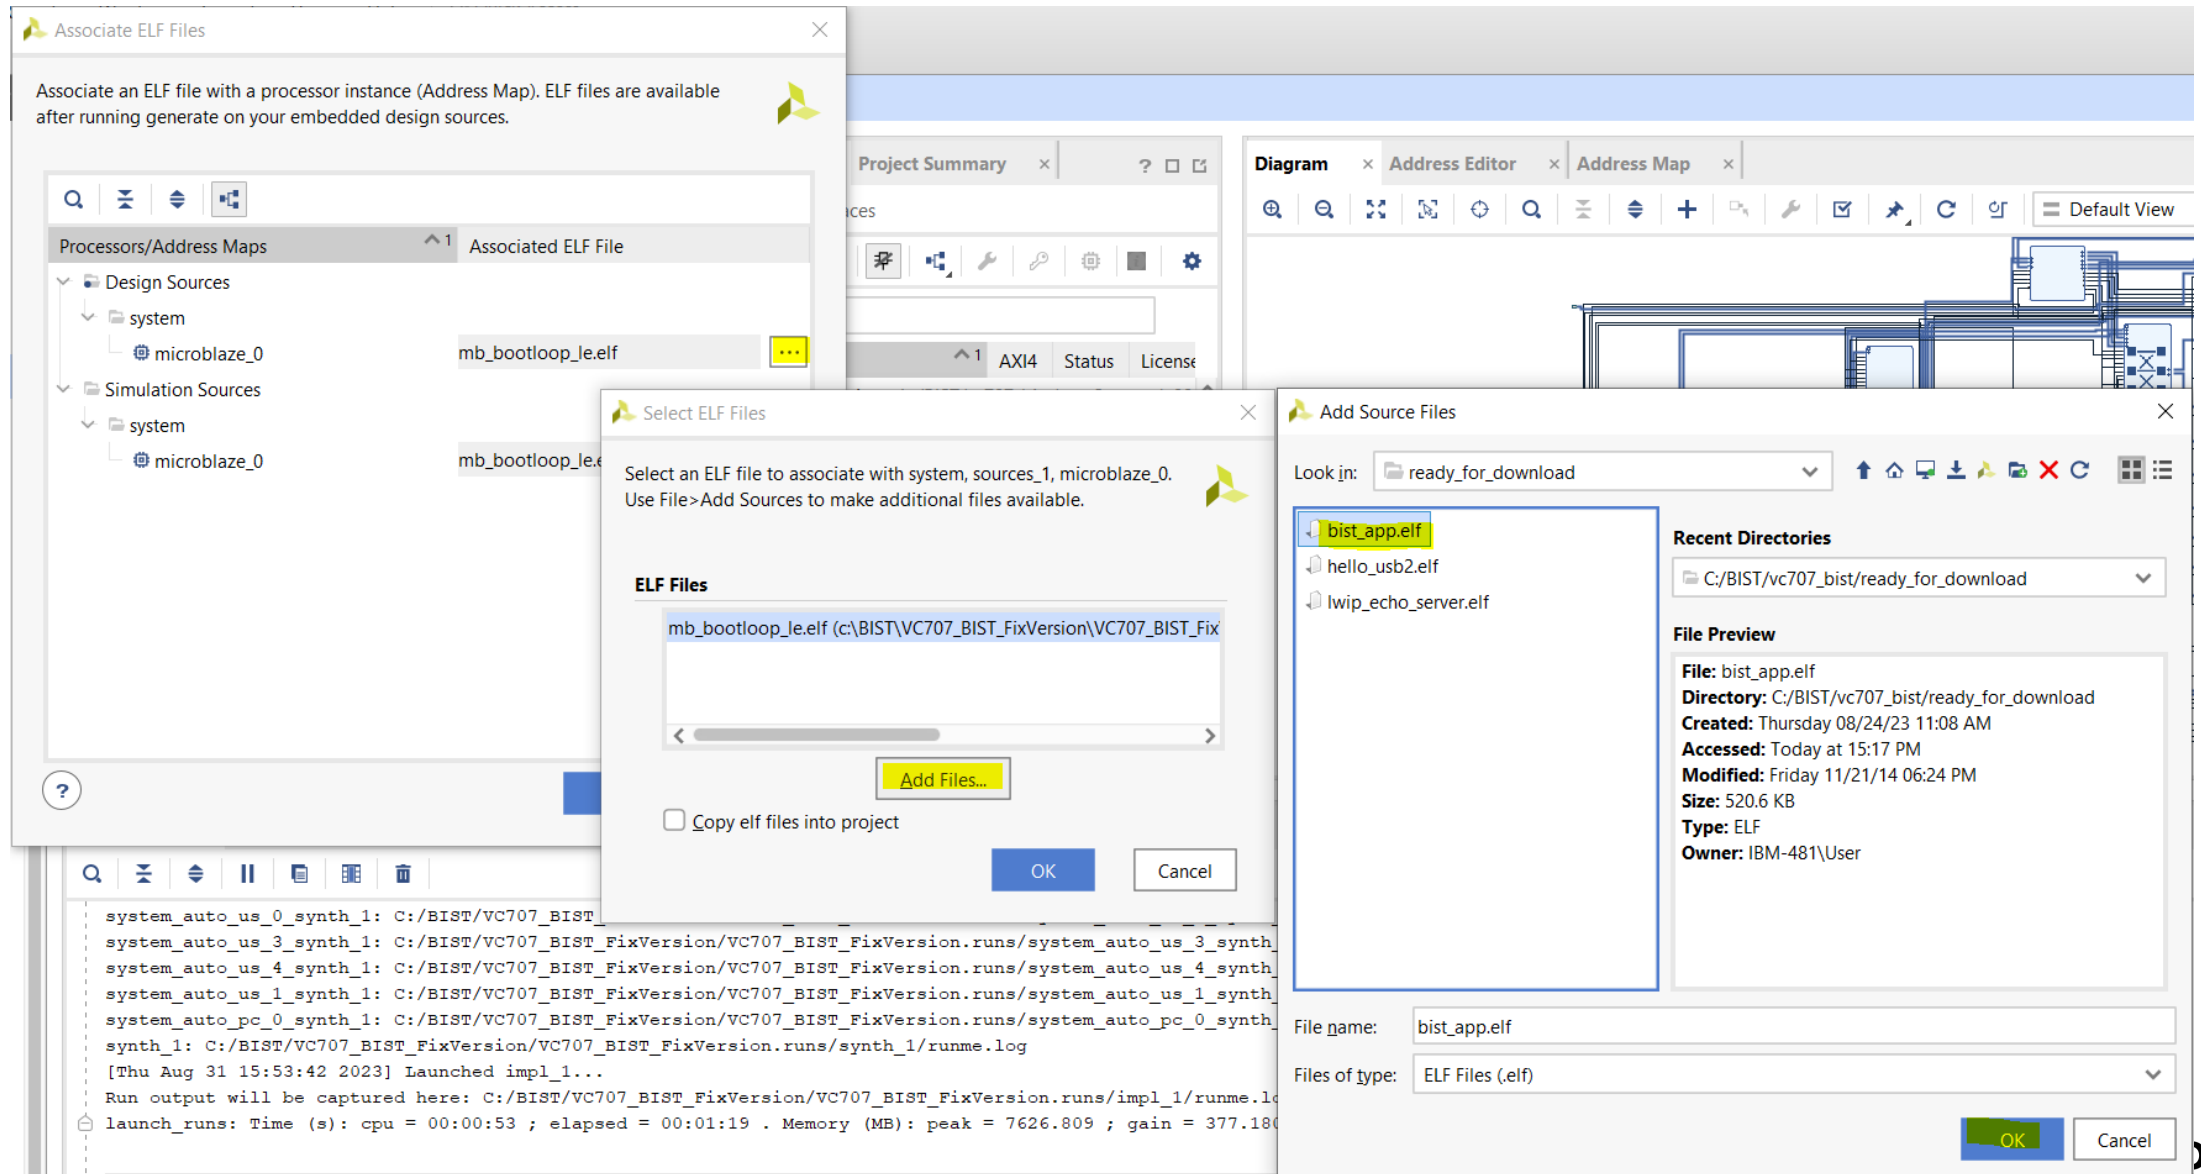 Associate ELF Files
Associate an ELF file with a processor instance (Address Map). ELF files are available
after running generate on your embedded design sources.
Processors/Address Maps
1
Associated ELF File
Design Sources
system
microblaze_0
mb_bootloop_le.elf
...
Simulation Sources
system
microblaze_0
mb_bootloop_le.e
?
Project Summary
?
aces
1
AXI4
Status
License
Diagram
Address Editor
Address Map
Default View
Select ELF Files
Select an ELF file to associate with system, sources_1, microblaze_0.
Use File>Add Sources to make additional files available.
ELF Files
mb_bootloop_le.elf (c:\BIST\VC707_BIST_FixVersion\VC707_BIST_Fix
Add Files...
Copy elf files into project
OK
Cancel
Add Source Files
Look in:
ready_for_download
bist_app.elf
hello_usb2.elf
lwip_echo_server.elf
Recent Directories
C:/BIST/vc707_bist/ready_for_download
File Preview
File: bist_app.elf
Directory: C:/BIST/vc707_bist/ready_for_download
Created: Thursday 08/24/23 11:08 AM
Accessed: Today at 15:17 PM
Modified: Friday 11/21/14 06:24 PM
Size: 520.6 KB
Type: ELF
Owner: IBM-481\User
File name:
bist_app.elf
Files of type:
ELF Files (.elf)
OK
Cancel
system_auto_us_0_synth_1: C:/BIST/VC707_BIST_
system_auto_us_3_synth_1: C:/BIST/VC707_BIST_FixVersion/VC707_BIST_FixVersion.runs/system_auto_us_3_synth_
system_auto_us_4_synth_1: C:/BIST/VC707_BIST_FixVersion/VC707_BIST_FixVersion.runs/system_auto_us_4_synth_
system_auto_us_1_synth_1: C:/BIST/VC707_BIST_FixVersion/VC707_BIST_FixVersion.runs/system_auto_us_1_synth_
system_auto_pc_0_synth_1: C:/BIST/VC707_BIST_FixVersion/VC707_BIST_FixVersion.runs/system_auto_pc_0_synth_
synth_1: C:/BIST/VC707_BIST_FixVersion/VC707_BIST_FixVersion.runs/synth_1/runme.log
[Thu Aug 31 15:53:42 2023] Launched impl_1...
Run output will be captured here: C:/BIST/VC707_BIST_FixVersion/VC707_BIST_FixVersion.runs/impl_1/runme.lo
launch_runs: Time (s): cpu = 00:00:53 ; elapsed = 00:01:19 . Memory (MB): peak = 7626.809 ; gain = 377.180